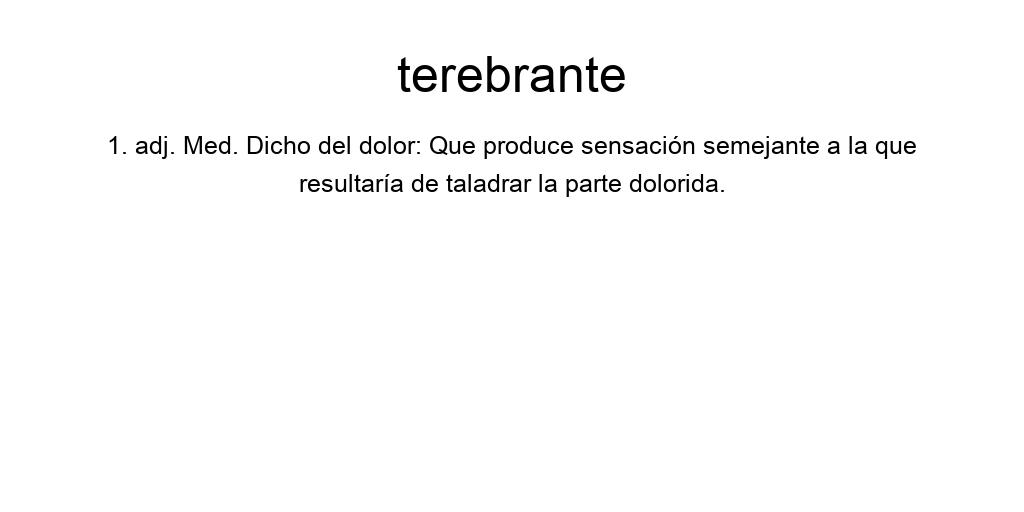 terebrante
1. adj. Med. Dicho del dolor: Que produce sensación semejante a la que
resultaría de taladrar la parte dolorida.